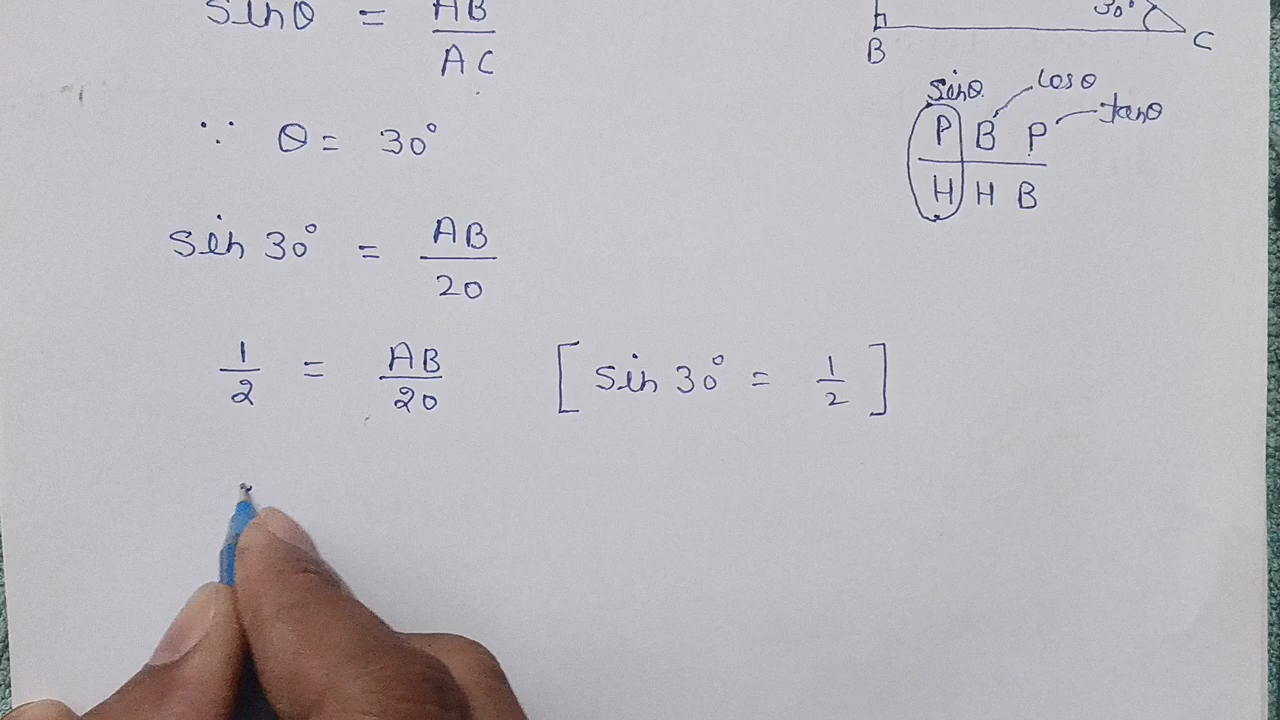 sinθ = AB/AC
∵ θ = 30°
sin 30° = AB/20
1/2 = AB/20 [sin 30° = 1/2]
30°
B C
sinθ cosθ tanθ
P B P
H H B